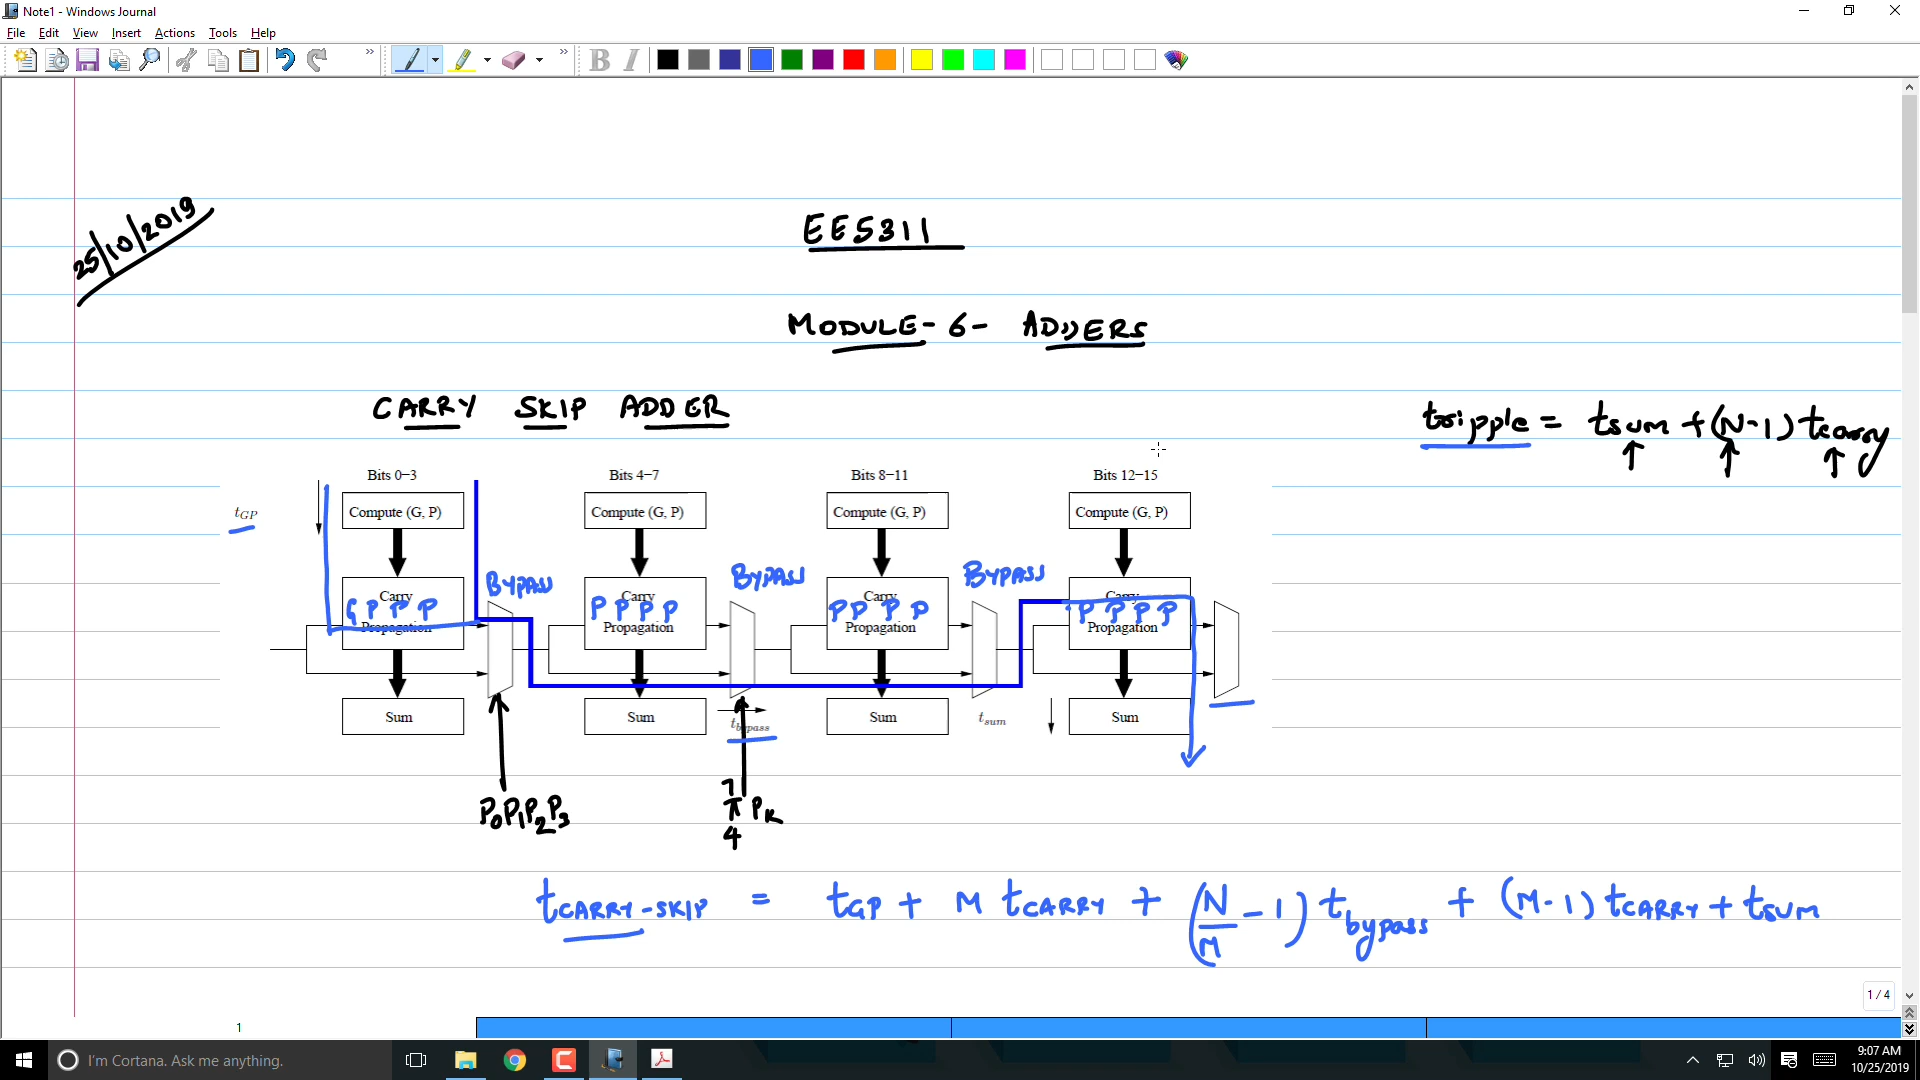 Note1 - Windows Journal
File Edit View Insert Actions Tools Help
25/10/2019
EE5311
MODULE - 6 - ADDERS
CARRY SKIP ADDER
tripple = tsum + (N-1) tcarry
Bits 0−3 Bits 4−7 Bits 8−11 Bits 12−15
tGP Compute (G, P) Compute (G, P) Compute (G, P) Compute (G, P)
BYPASS BYPASS BYPASS
Carry Carry Carry Carry
G P P P P P P P P P P P P P P P
Propagation Propagation Propagation Propagation
Sum Sum Sum Sum
tbypass tsum
P0P1P2P3
7
π Pk
4
tCARRY-SKIP = tGP + M tCARRY + (N/M - 1) tbypass + (M-1) tCARRY + tSUM
1 / 4
1
I'm Cortana. Ask me anything.
9:07 AM
10/25/2019